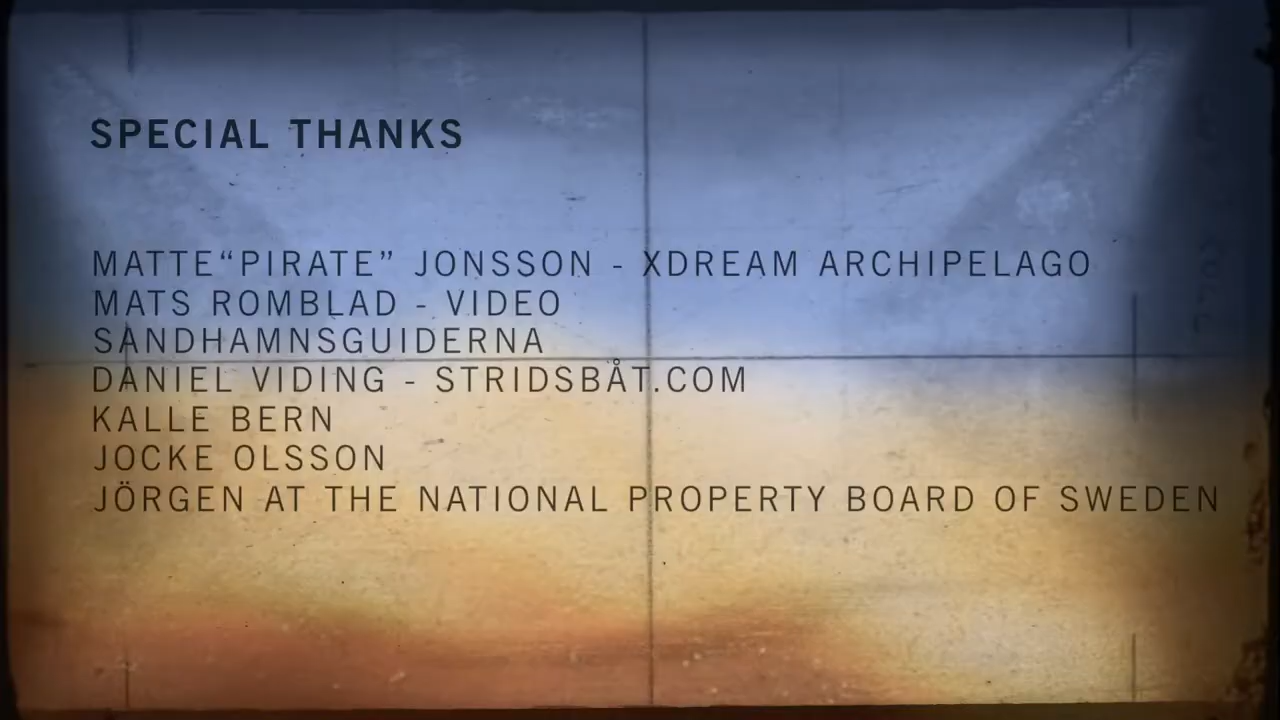 SPECIAL THANKS
MATTE“PIRATE” JONSSON - XDREAM ARCHIPELAGO
MATS ROMBLAD - VIDEO
SANDHAMNSGUIDERNA
DANIEL VIDING - STRIDSBÅT.COM
KALLE BERN
JOCKE OLSSON
JÖRGEN AT THE NATIONAL PROPERTY BOARD OF SWEDEN